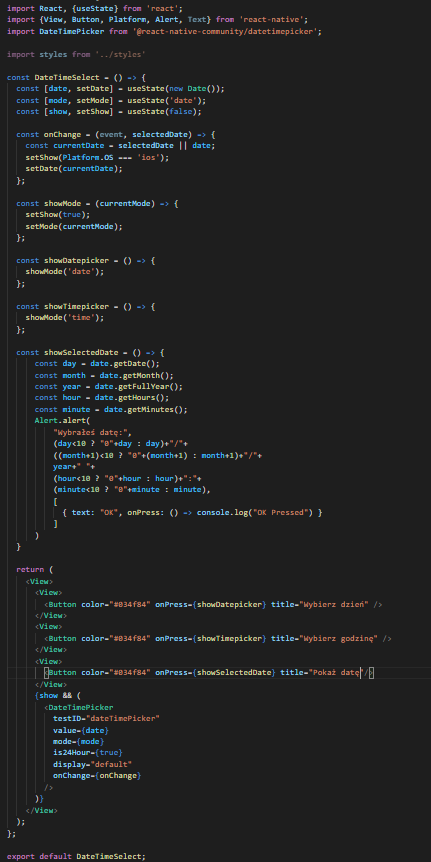 import React, {useState} from 'react';
import {View, Button, Platform, Alert, Text} from 'react-native';
import DateTimePicker from '@react-native-community/datetimepicker';

import styles from '../styles'

const DateTimeSelect = () => {
  const [date, setDate] = useState(new Date());
  const [mode, setMode] = useState('date');
  const [show, setShow] = useState(false);

  const onChange = (event, selectedDate) => {
    const currentDate = selectedDate || date;
    setShow(Platform.OS === 'ios');
    setDate(currentDate);
  };

  const showMode = (currentMode) => {
    setShow(true);
    setMode(currentMode);
  };

  const showDatepicker = () => {
    showMode('date');
  };

  const showTimepicker = () => {
    showMode('time');
  };

  const showSelectedDate = () => {
      const day = date.getDate();
      const month = date.getMonth();
      const year = date.getFullYear();
      const hour = date.getHours();
      const minute = date.getMinutes();
      Alert.alert(
          "Wybrałeś datę:",
          (day<10 ? "0"+day : day)+"/"+
          ((month+1)<10 ? "0"+(month+1) : month+1)+"/"+
          year+" "+
          (hour<10 ? "0"+hour : hour)+":"+
          (minute<10 ? "0"+minute : minute),
          [
            { text: "OK", onPress: () => console.log("OK Pressed") }
          ]
      )
  }

  return (
    <View>
      <View>
        <Button color="#034f84" onPress={showDatepicker} title="Wybierz dzień" />
      </View>
      <View>
        <Button color="#034f84" onPress={showTimepicker} title="Wybierz godzinę" />
      </View>
      <View>
        <Button color="#034f84" onPress={showSelectedDate} title="Pokaż datę"/>
      </View>
      {show && (
        <DateTimePicker
          testID="dateTimePicker"
          value={date}
          mode={mode}
          is24Hour={true}
          display="default"
          onChange={onChange}
        />
      )}
    </View>
  );
};

export default DateTimeSelect;